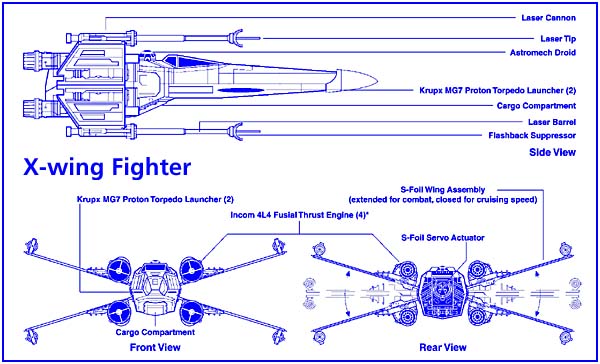 Laser Cannon
Laser Tip
Astromech Droid
Krupx MG7 Proton Torpedo Launcher (2)
Cargo Compartment
Laser Barrel
Flashback Suppressor
Side View
X-wing Fighter
S-Foil Wing Assembly
(extended for combat, closed for cruising speed)
Krupx MG7 Proton Torpedo Launcher (2)
Incom 4L4 Fusial Thrust Engine (4)*
S-Foil Servo Actuator
Cargo Compartment
Front View
Rear View